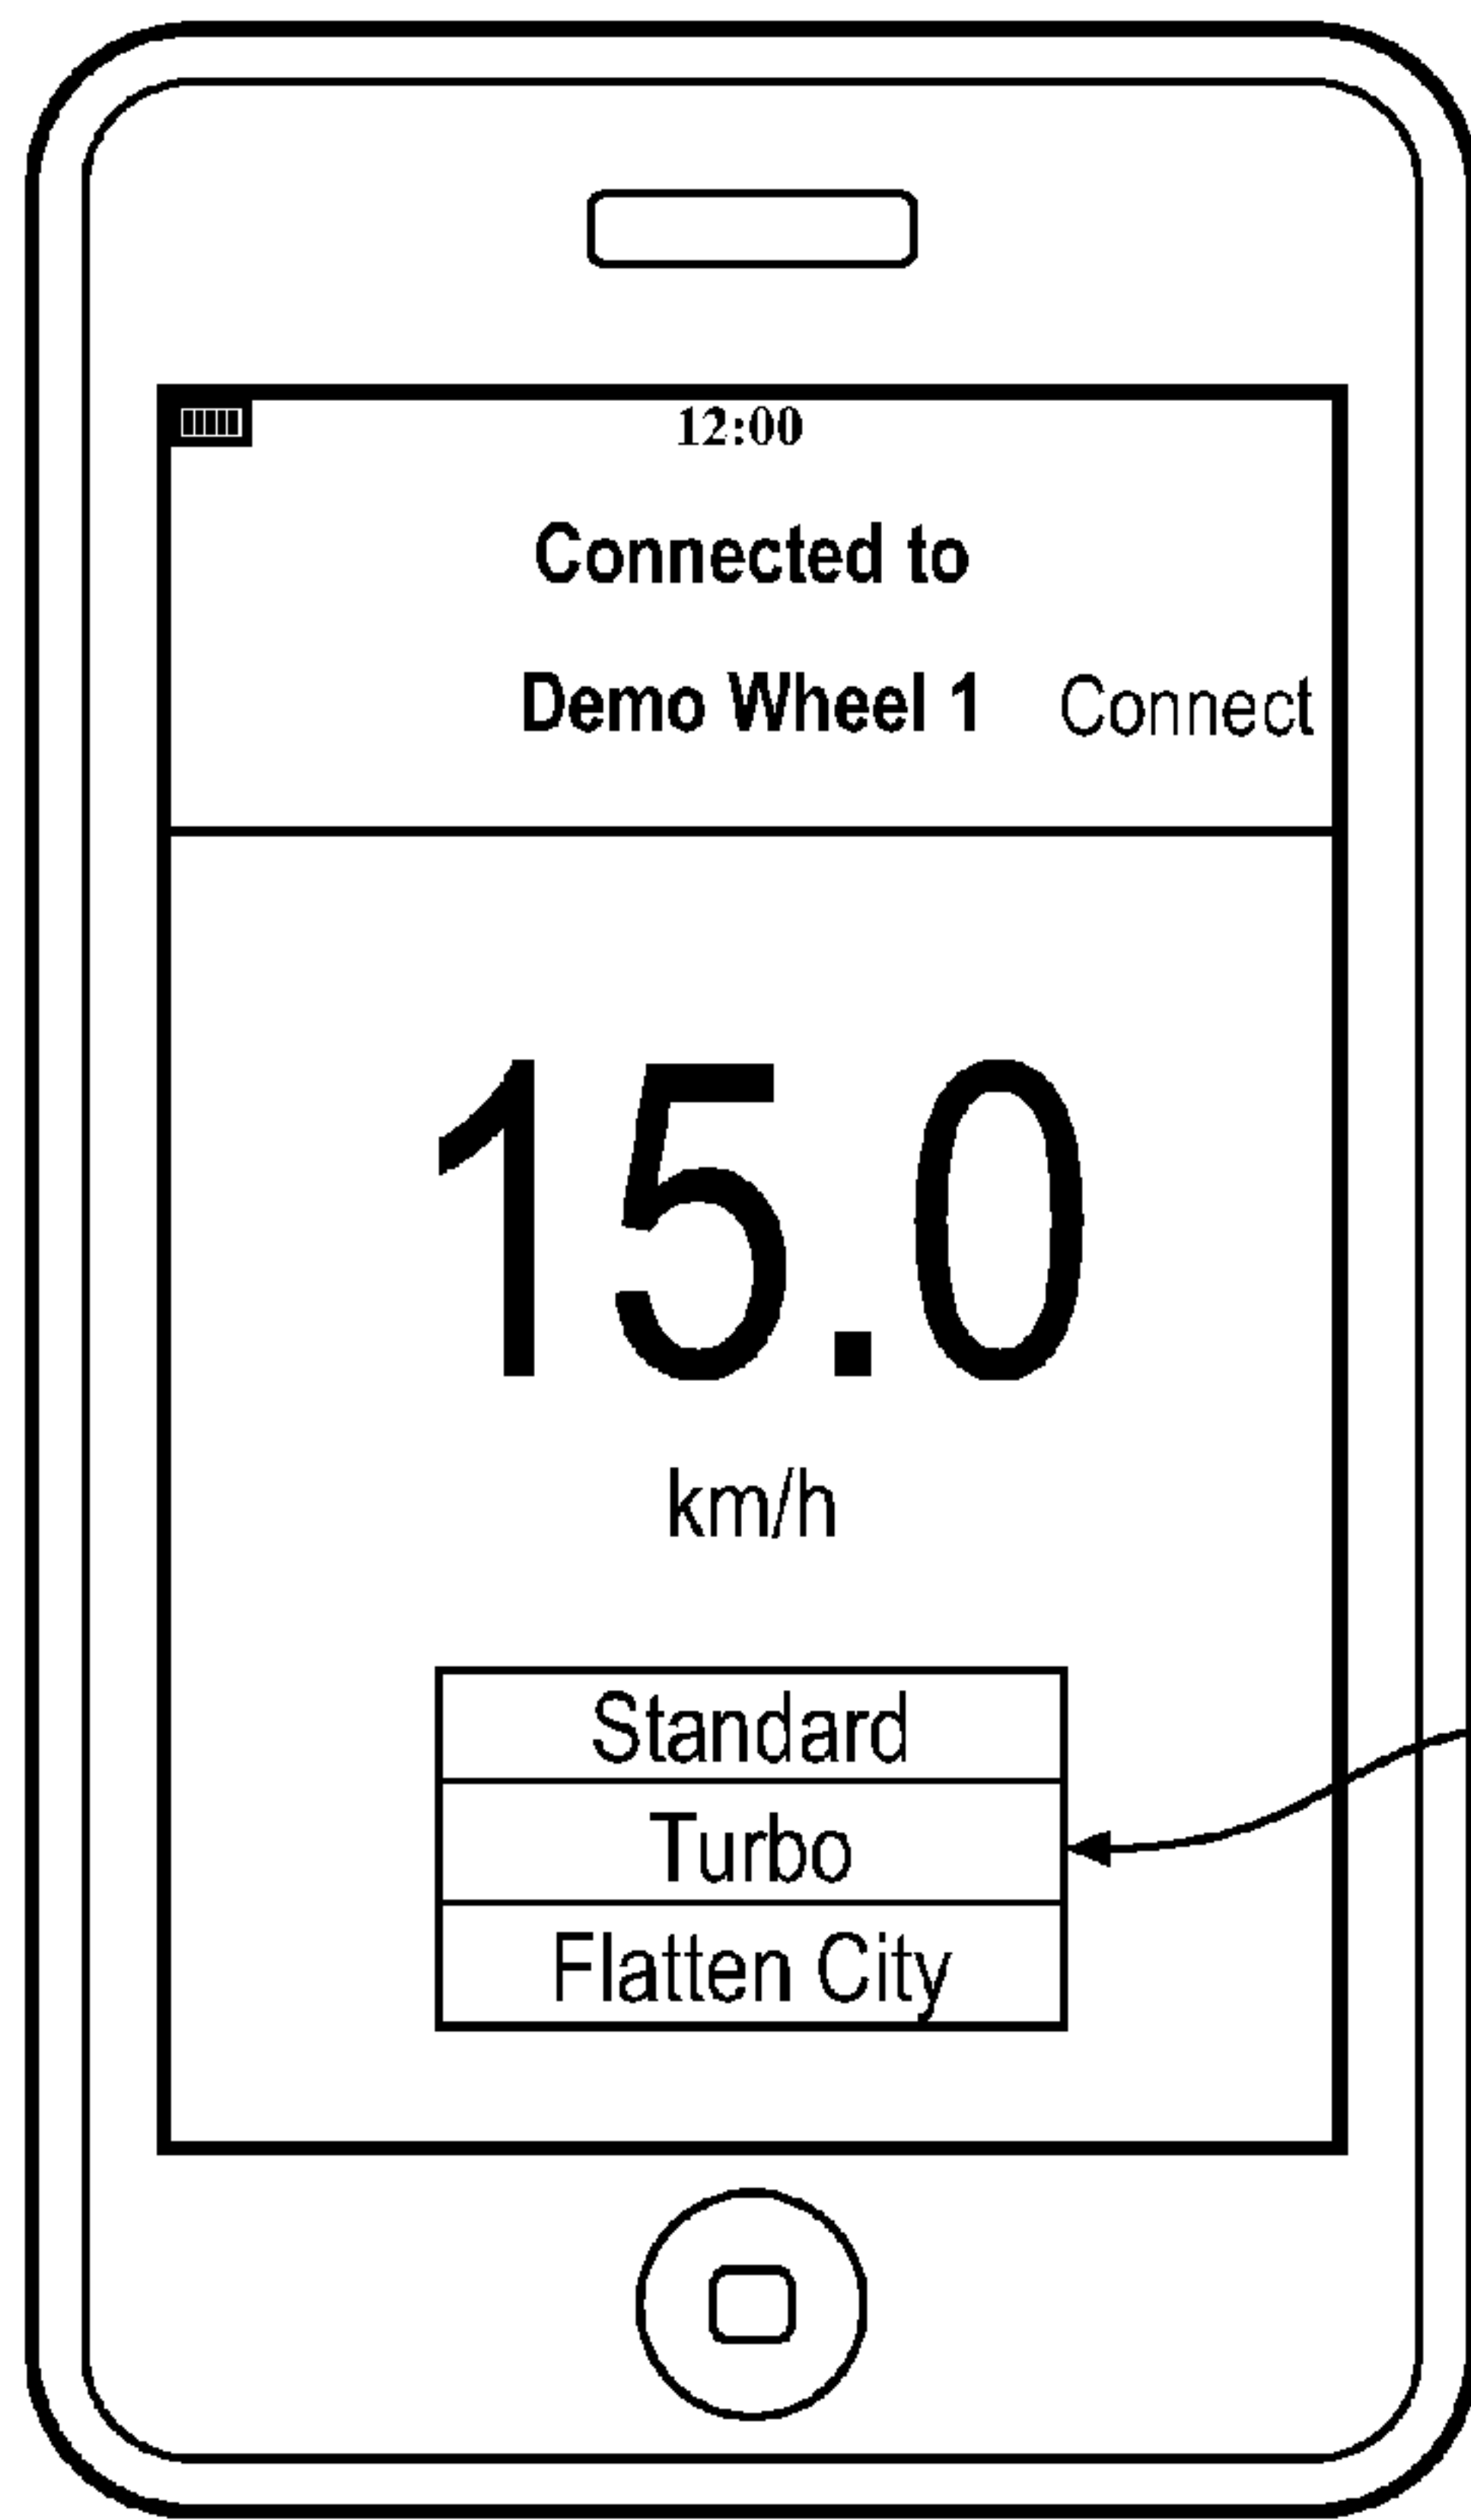 12:00
Connected to
Demo Wheel 1 Connect
15.0
km/h
Standard
Turbo
Flatten City